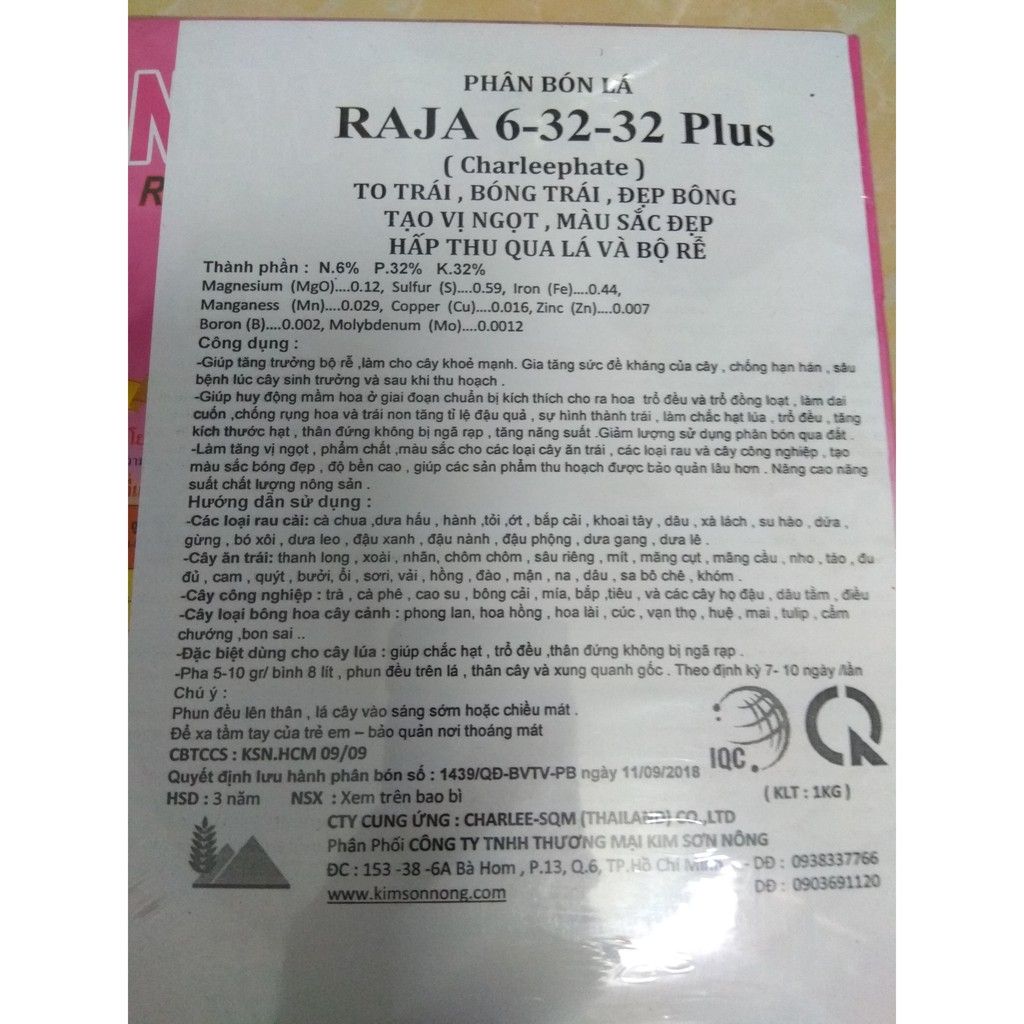 PHÂN BÓN LÁ
RAJA 6-32-32 Plus
( Charleephate )
TO TRÁI , BÓNG TRÁI , ĐẸP BÔNG
TẠO VỊ NGỌT , MÀU SẮC ĐẸP
HẤP THU QUA LÁ VÀ BỘ RỄ
Thành phần : N.6% P.32% K.32%
Magnesium (MgO)....0.12, Sulfur (S)....0.59, Iron (Fe)....0.44,
Manganess (Mn)....0.029, Copper (Cu)....0.016, Zinc (Zn)....0.007
Boron (B)....0.002, Molybdenum (Mo)....0.0012
Công dụng :
-Giúp tăng trưởng bộ rễ ,làm cho cây khoẻ mạnh. Gia tăng sức đề kháng của cây , chống hạn hán , sâu
bệnh lúc cây sinh trưởng và sau khi thu hoạch .
-Giúp huy động mầm hoa ở giai đoạn chuẩn bị kích thích cho ra hoa trổ đều và trổ đồng loạt , làm dai
cuốn ,chống rụng hoa và trái non tăng tỉ lệ đậu quả , sự hình thành trái , làm chắc hạt lúa , trổ đều , tăng
kích thước hạt , thân đứng không bị ngã rạp , tăng năng suất .Giảm lượng sử dụng phân bón qua đất .
-Làm tăng vị ngọt , phẩm chất ,màu sắc cho các loại cây ăn trái , các loại rau và cây công nghiệp , tạo
màu sắc bóng đẹp , độ bền cao , giúp các sản phẩm thu hoạch được bảo quản lâu hơn . Nâng cao năng
suất chất lượng nông sản .
Hướng dẫn sử dụng :
-Các loại rau cải: cà chua ,dưa hấu , hành ,tỏi ,ớt , bắp cải , khoai tây , dâu , xà lách , su hào , dứa ,
gừng , bó xôi , dưa leo , đậu xanh , đậu nành , đậu phộng , dưa gang , dưa lê .
-Cây ăn trái: thanh long , xoài , nhãn, chôm chôm , sâu riêng , mít , măng cụt , mãng cầu , nho , táo , đu
đủ , cam , quýt , bưởi, ổi , sơri, vải , hồng , đào , mận , na , dâu , sa bô chê , khóm .
-Cây công nghiệp : trà , cà phê , cao su , bông cải , mía, bắp ,tiêu , và các cây họ đậu , dâu tằm , điều
-Cây loại bông hoa cây cảnh : phong lan, hoa hồng , hoa lài , cúc , vạn thọ , huệ , mai , tulip , cẩm
chướng ,bon sai ..
-Đặc biệt dùng cho cây lúa : giúp chắc hạt , trổ đều ,thân đứng không bị ngã rạp .
-Pha 5-10 gr/ bình 8 lít , phun đều trên lá , thân cây và xung quanh gốc . Theo định kỳ 7- 10 ngày /lần
Chú ý :
Phun đều lên thân , lá cây vào sáng sớm hoặc chiều mát .
Để xa tầm tay của trẻ em – bảo quản nơi thoáng mát
IQC
CBTCCS : KSN.HCM 09/09
Quyết định lưu hành phân bón số : 1439/QĐ-BVTV-PB ngày 11/09/2018
HSD : 3 năm NSX : Xem trên bao bì ( KLT : 1KG )
CTY CUNG ỨNG : CHARLEE-SQM (THAILAND) CO.,LTD
Phân Phối CÔNG TY TNHH THƯƠNG MẠI KIM SƠN NÔNG
ĐC : 153 -38 -6A Bà Hom , P.13, Q.6, TP.Hồ Chí Minh - DĐ : 0938337766
DĐ : 0903691120
www.kimsonnong.com